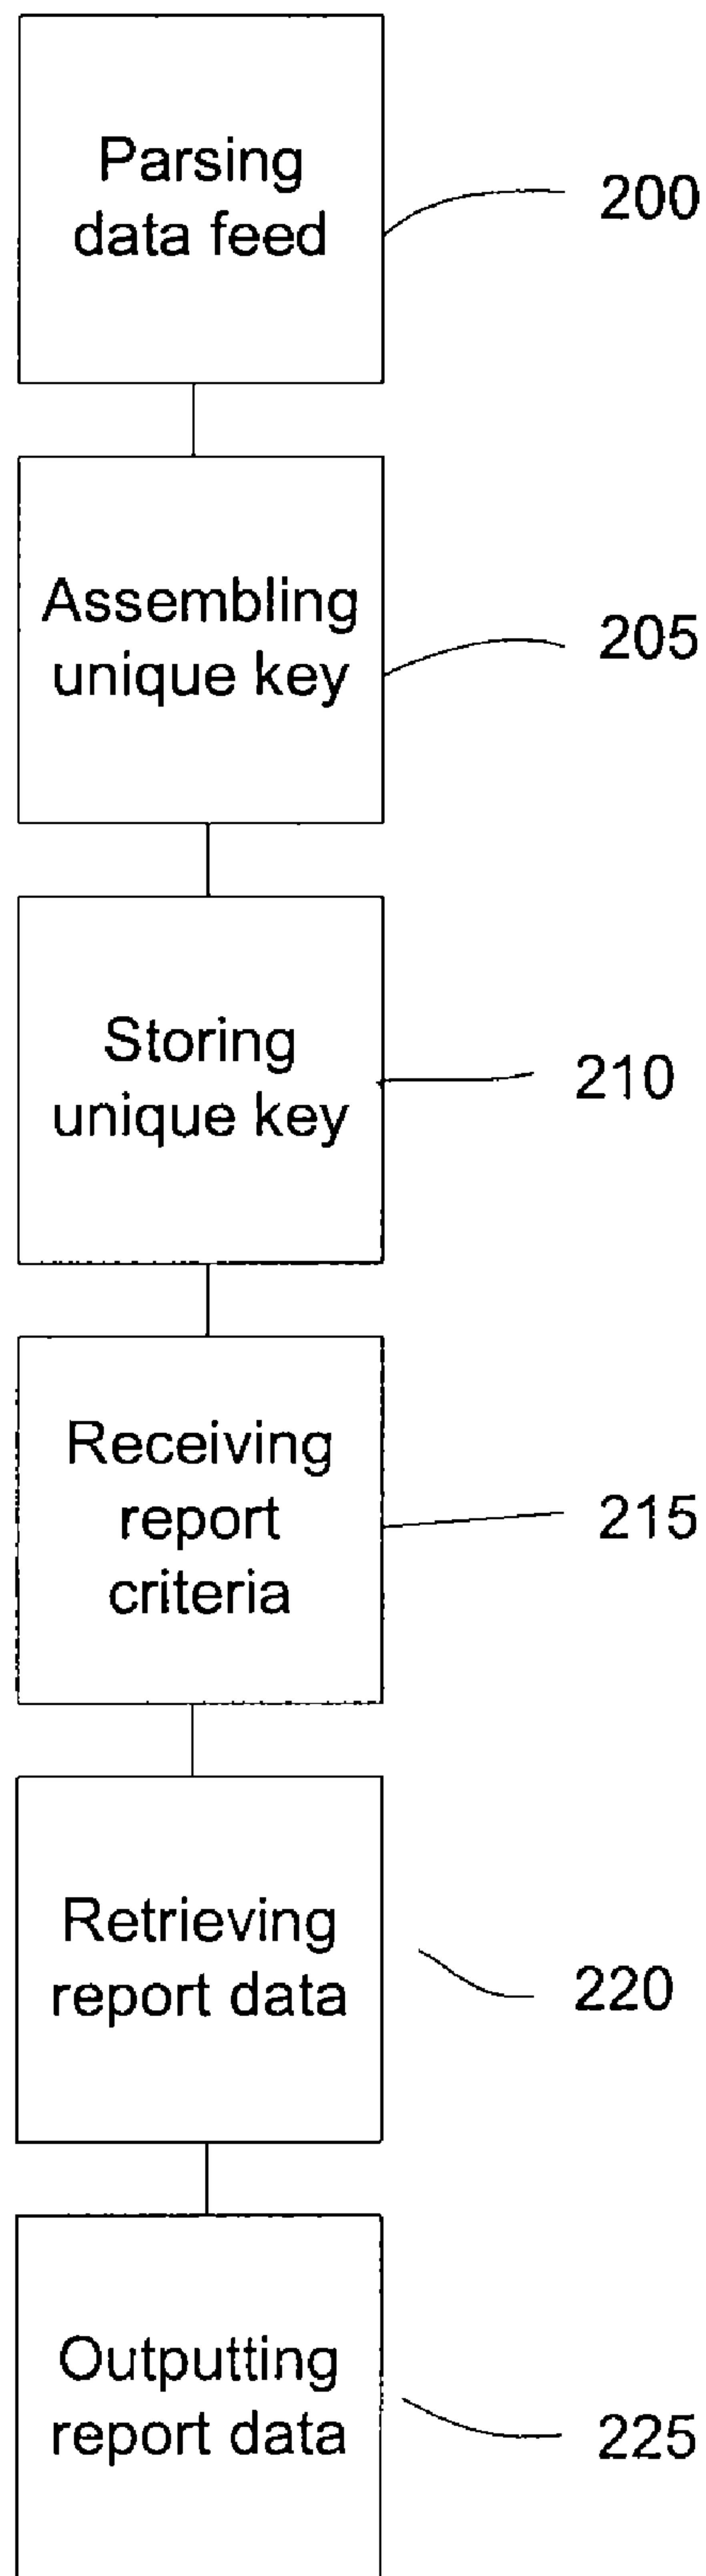 Parsing
data feed
200
Assembling
unique key
205
Storing
unique key
210
Receiving
report
criteria
215
Retrieving
report data
220
Outputting
report data
225